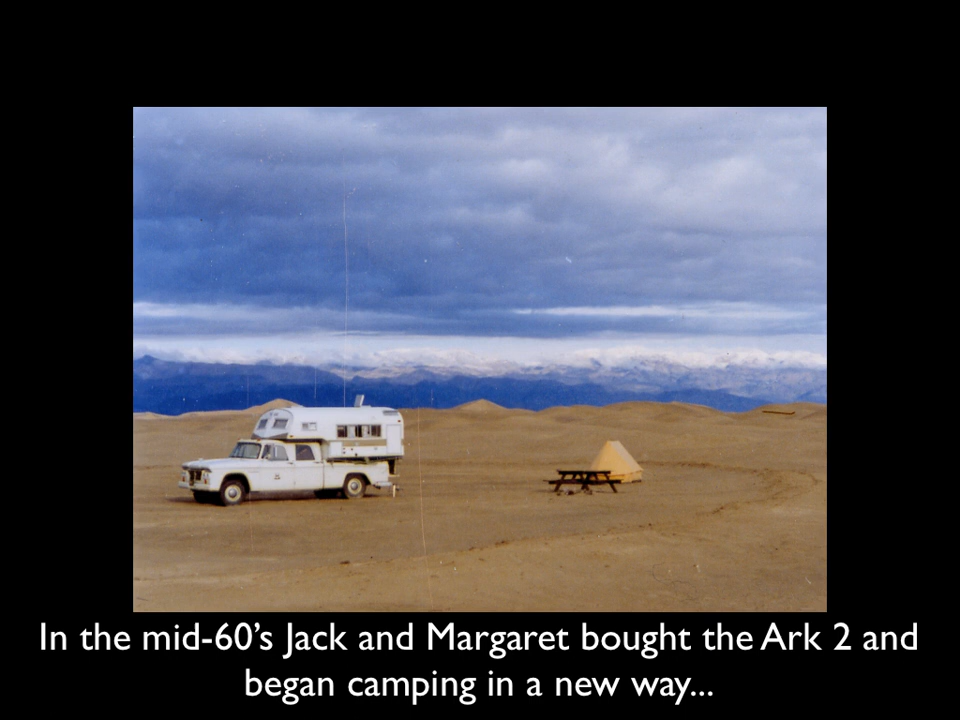 In the mid-60’s Jack and Margaret bought the Ark 2 and
began camping in a new way...